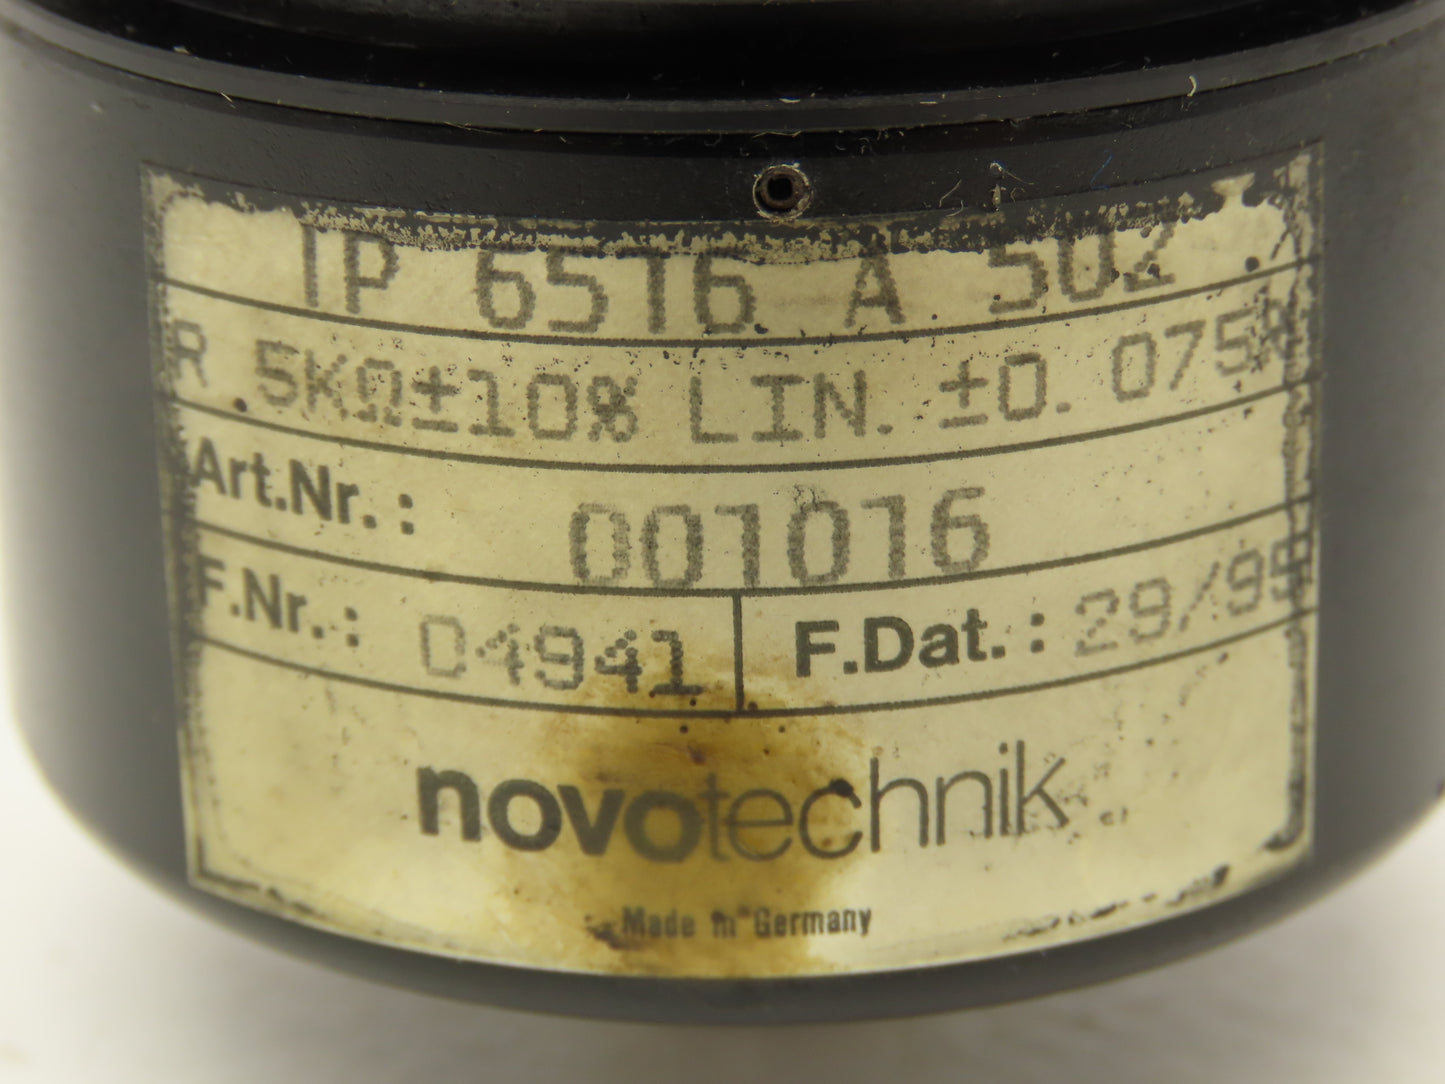 IP 6516 A 502
R 5KΩ±10% LIN. ±0.075%
Art.Nr.: 001016
F.Nr.: 04941 F.Dat.: 29/95
novotechnik
Made in Germany